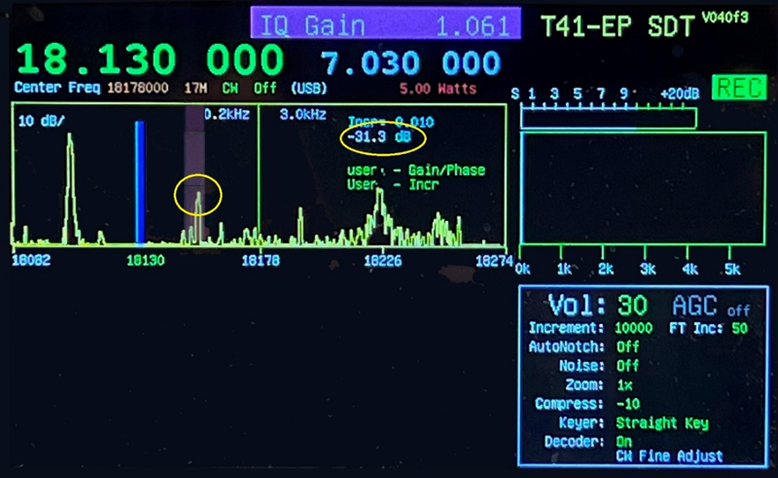 IQ Gain 1.061 T41-EP SDT V040f3
18.130 000 7.030 000
Center Freq 18178000 17M CW Off (USB) 5.00 Watts
S 1 3 5 7 9 +20dB REC
10 dB/ 0.2kHz 3.0kHz Incr= 0.010
-31.3 dB
user - Gain/Phase
User - Incr
18082 18130 18178 18226 18274
0k 1k 2k 3k 4k 5k
Vol: 30 AGC off
Increment: 10000 FT Inc: 50
AutoNotch: Off
Noise: Off
Zoom: 1x
Compress: -10
Keyer: Straight Key
Decoder: On
CW Fine Adjust